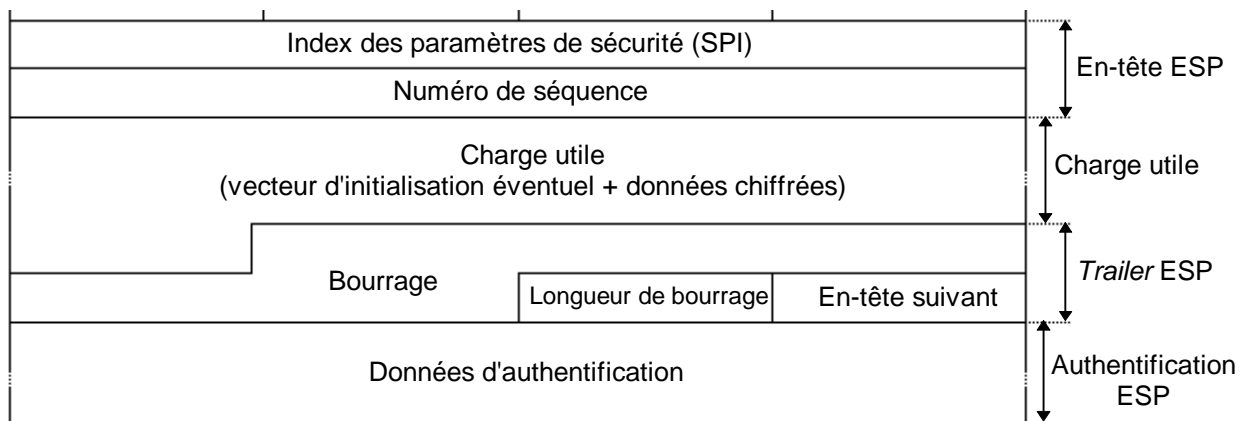 Index des paramètres de sécurité (SPI)
En-tête ESP
Numéro de séquence
Charge utile
(vecteur d'initialisation éventuel + données chiffrées)
Charge utile
Bourrage
Longueur de bourrage
En-tête suivant
Trailer ESP
Données d'authentification
Authentification
ESP